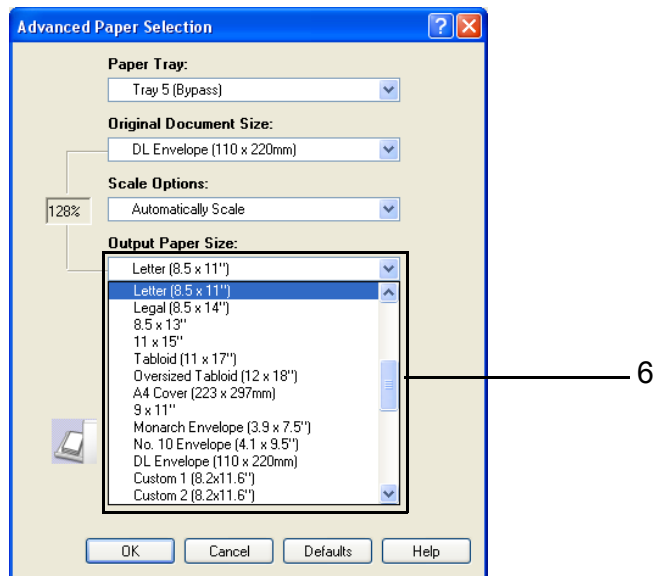 Advanced Paper Selection
Paper Tray:
Tray 5 (Bypass)
Original Document Size:
DL Envelope (110 x 220mm)
Scale Options:
128%
Automatically Scale
Output Paper Size:
Letter (8.5 x 11")
Letter (8.5 x 11")
Legal (8.5 x 14")
8.5 x 13"
11 x 15"
Tabloid (11 x 17")
Oversized Tabloid (12 x 18")
A4 Cover (223 x 297mm)
9 x 11"
Monarch Envelope (3.9 x 7.5")
No. 10 Envelope (4.1 x 9.5")
DL Envelope (110 x 220mm)
Custom 1 (8.2x11.6")
Custom 2 (8.2x11.6")
6
OK Cancel Defaults Help